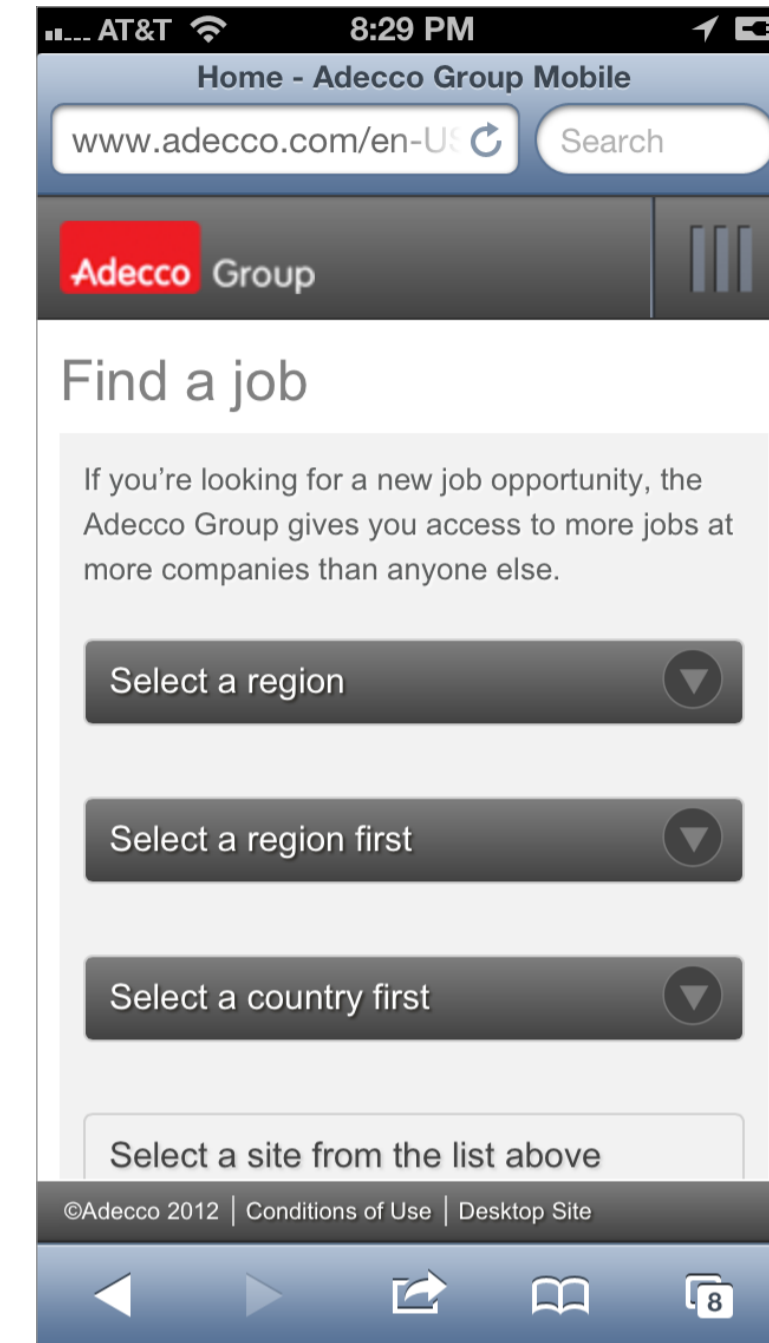 AT&T 8:29 PM
Home - Adecco Group Mobile
www.adecco.com/en-US Search
Adecco Group
Find a job
If you’re looking for a new job opportunity, the
Adecco Group gives you access to more jobs at
more companies than anyone else.
Select a region
Select a region first
Select a country first
Select a site from the list above
©Adecco 2012 | Conditions of Use | Desktop Site
8